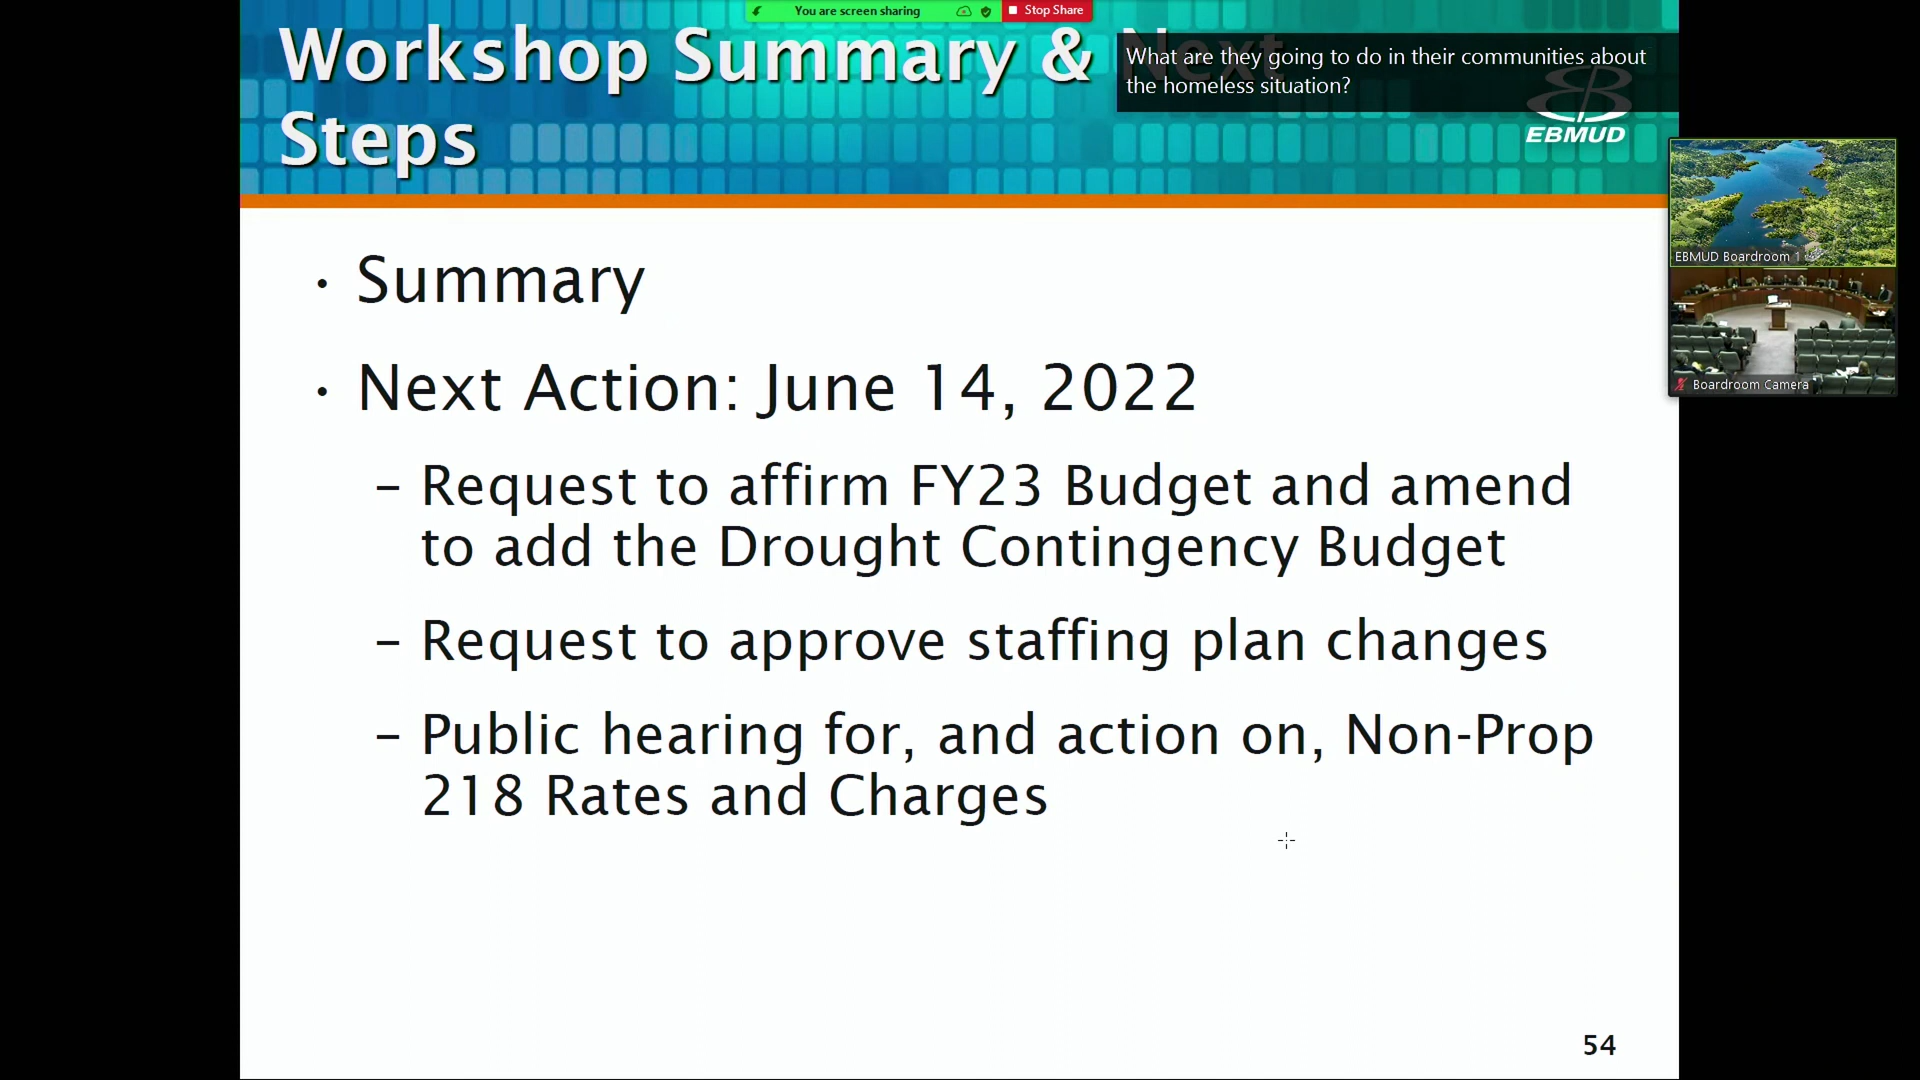 You are screen sharing
Stop Share
Workshop Summary & Next
Steps
What are they going to do in their communities about
the homeless situation?
EBMUD
EBMUD Boardroom 1
Boardroom Camera
• Summary
• Next Action: June 14, 2022
– Request to affirm FY23 Budget and amend
to add the Drought Contingency Budget
– Request to approve staffing plan changes
– Public hearing for, and action on, Non-Prop
218 Rates and Charges
54